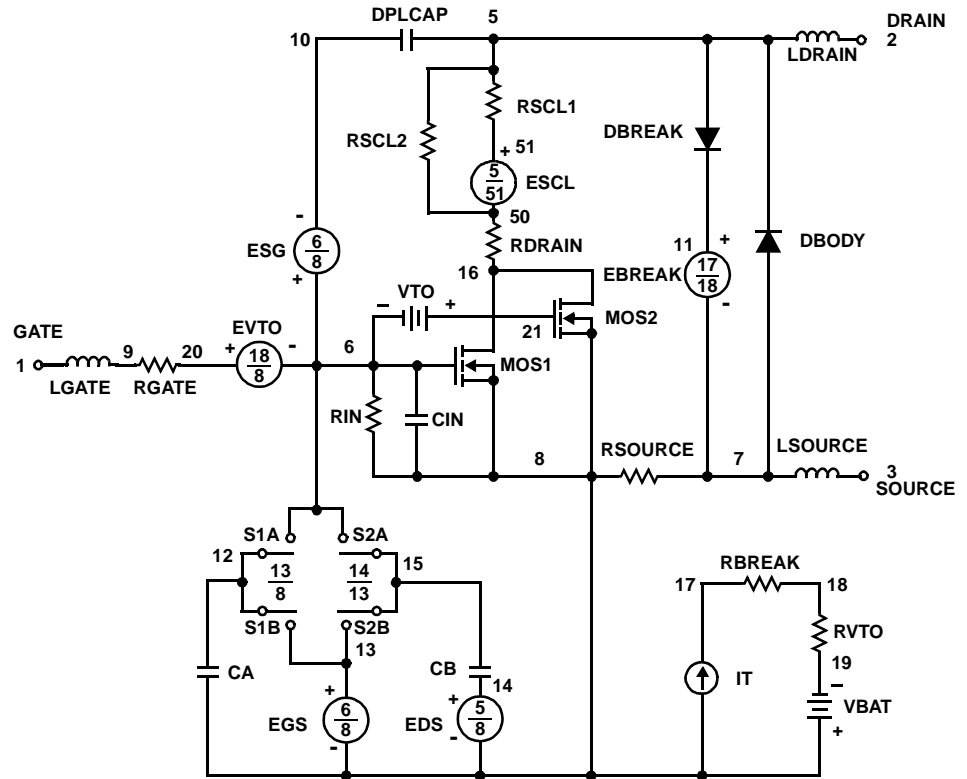 DPLCAP 5 DRAIN
10 2
LDRAIN
RSCL1
DBREAK
RSCL2 + 51
5
51
ESCL
50
- RDRAIN DBODY
6
8
ESG
+
16 11 +
EBREAK 17
18
-
VTO
- +
MOS2
21
GATE EVTO
1 9 20 + 18
8
- 6 MOS1
LGATE RGATE
RIN CIN
8 RSOURCE 7 LSOURCE
3
SOURCE
S1A S2A
12 13
8
14
13
15
RBREAK
17 18
S1B S2B
13 RVTO
CA CB 19
14 IT -
+ +
EGS 6
8
EDS 5
8
VBAT
- - +